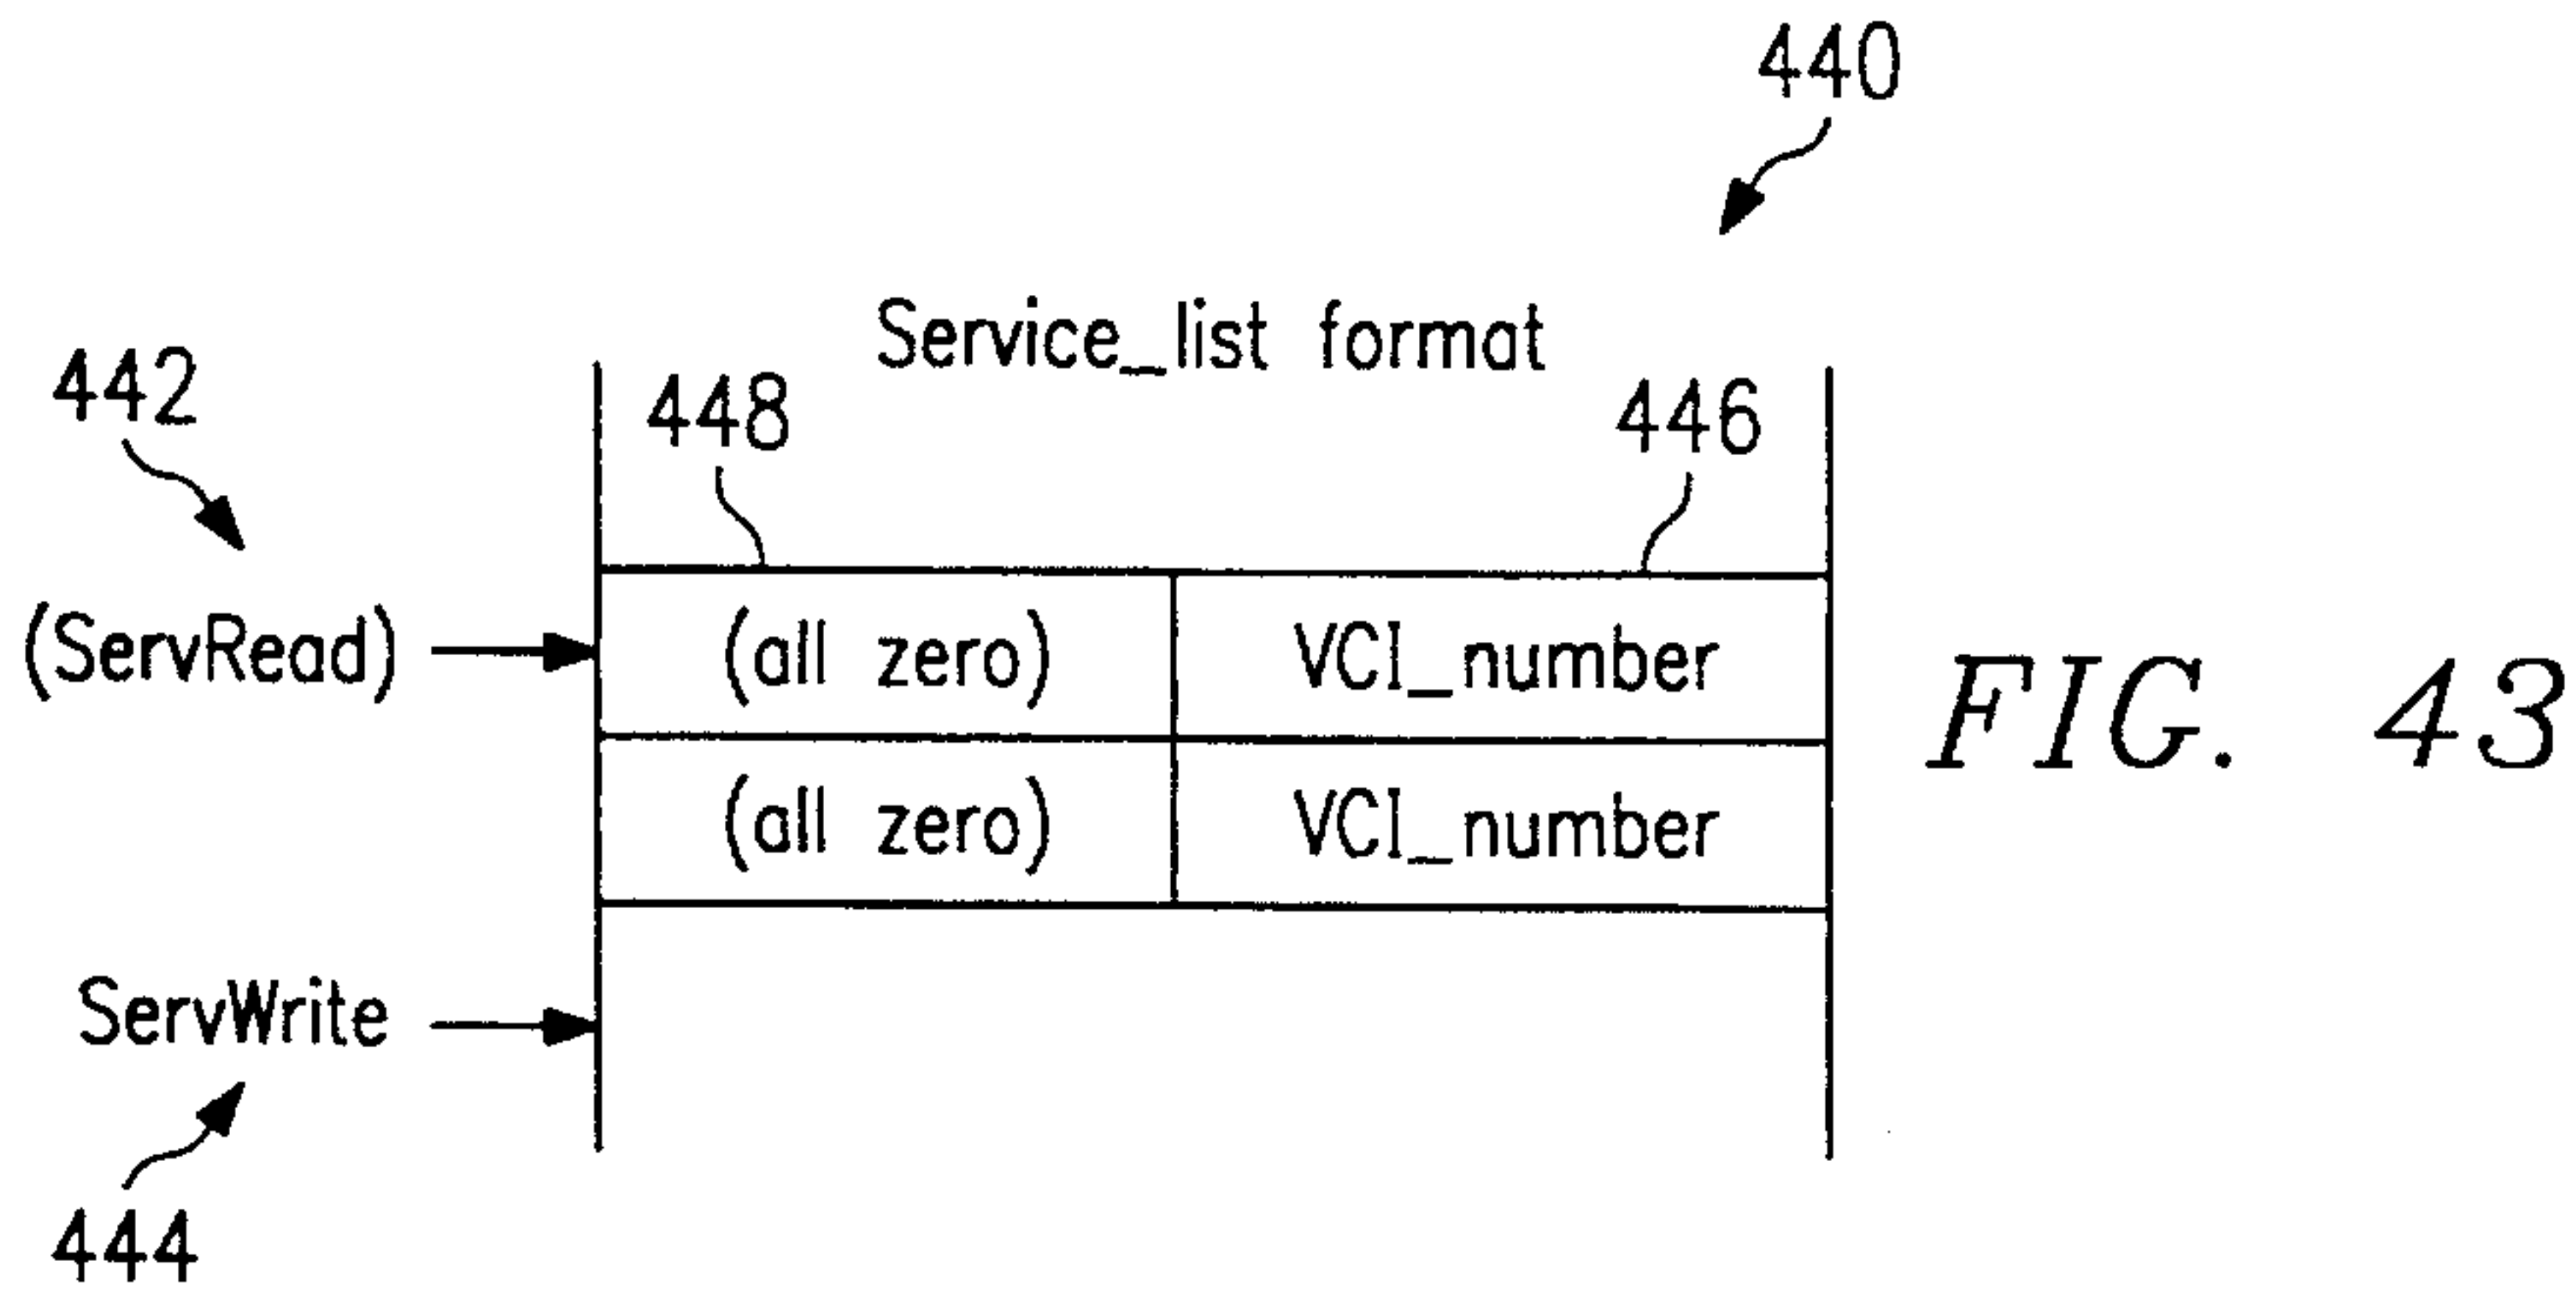 440
Service_list format
442
448
446
(ServRead)
(all zero)
VCI_number
(all zero)
VCI_number
FIG. 43
ServWrite
444